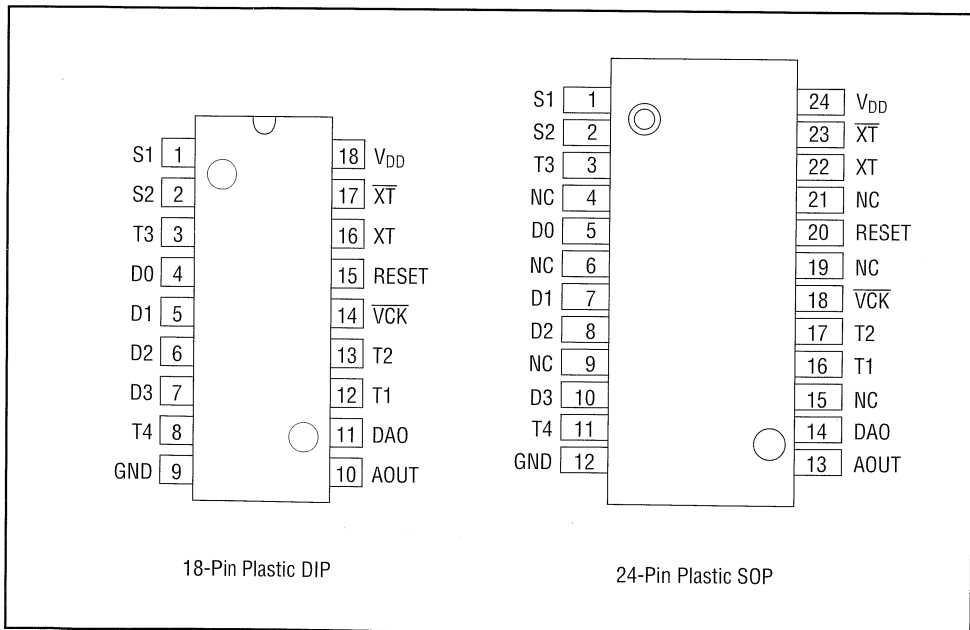 S1 1
S2 2
T3 3
D0 4
D1 5
D2 6
D3 7
T4 8
GND 9
18 VDD
17 X̅T̅
16 XT
15 RESET
14 V̅C̅K̅
13 T2
12 T1
11 DAO
10 AOUT
18-Pin Plastic DIP
S1 1
S2 2
T3 3
NC 4
D0 5
NC 6
D1 7
D2 8
NC 9
D3 10
T4 11
GND 12
24 VDD
23 X̅T̅
22 XT
21 NC
20 RESET
19 NC
18 V̅C̅K̅
17 T2
16 T1
15 NC
14 DAO
13 AOUT
24-Pin Plastic SOP